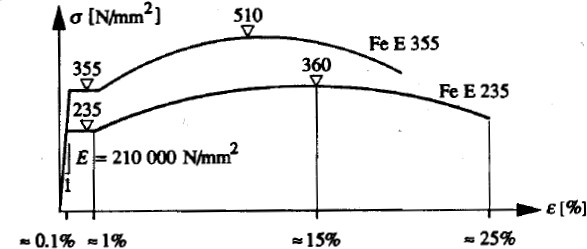 σ [N/mm²]
510
Fe E 355
355
360
Fe E 235
235
E = 210 000 N/mm²
1
ε [%]
≈ 0.1% ≈ 1% ≈ 15% ≈ 25%